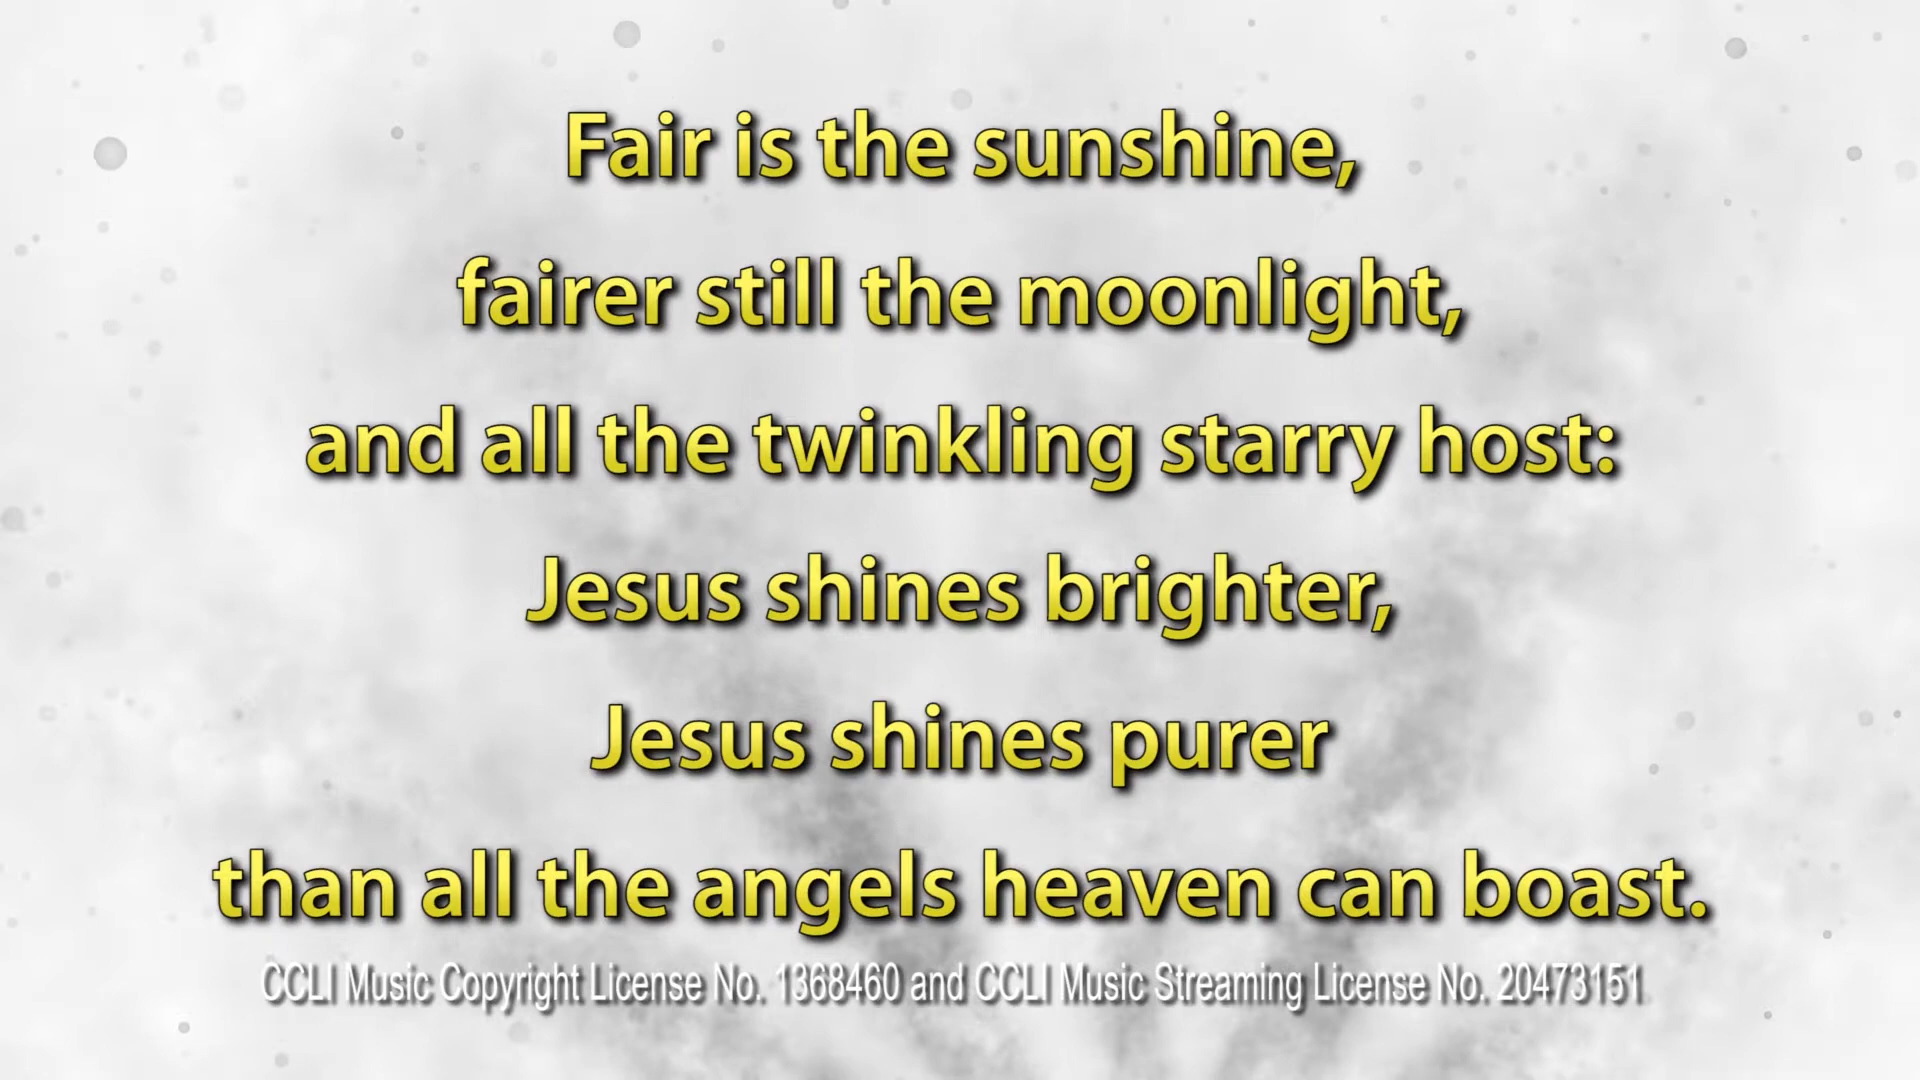 Fair is the sunshine,
fairer still the moonlight,
and all the twinkling starry host:
Jesus shines brighter,
Jesus shines purer
than all the angels heaven can boast.
CCLI Music Copyright License No. 1368460 and CCLI Music Streaming License No. 20473151